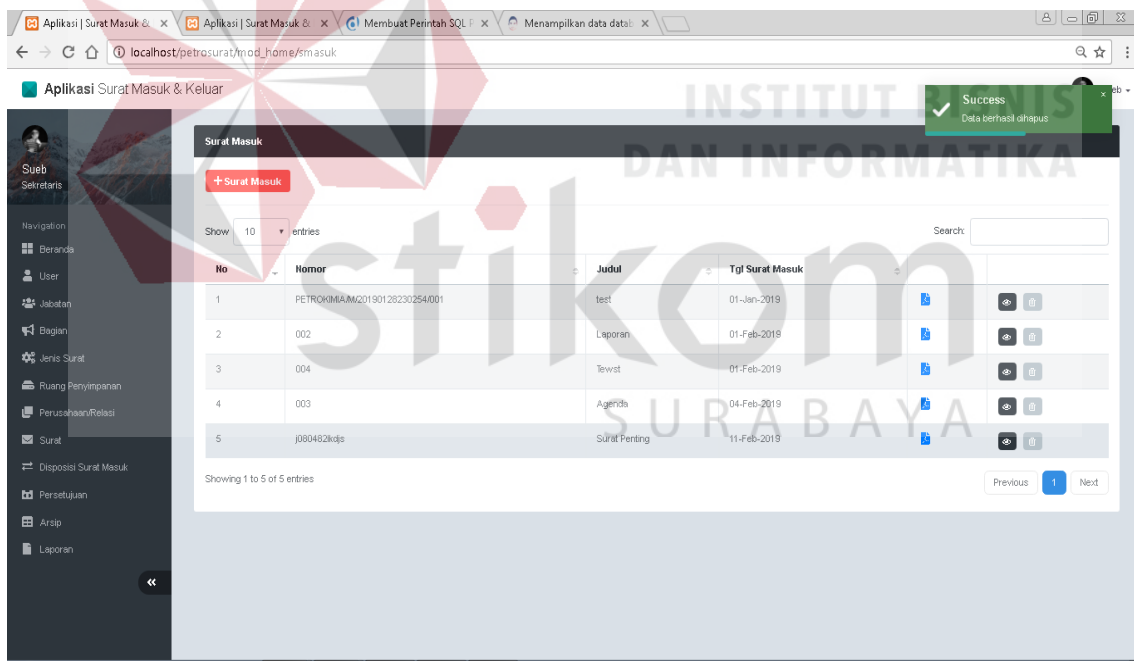 Aplikasi | Surat Masuk &
Aplikasi | Surat Masuk &
Membuat Perintah SQL
Menampilkan data datab
localhost/petrosurat/mod_home/smasuk
Aplikasi Surat Masuk & Keluar
eb
INSTITUT BISNIS
DAN INFORMATIKA
stikom
SURABAYA
Success
Data berhasil dihapus
Sueb
Sekretaris
Navigation
Beranda
User
Jabatan
Bagian
Jenis Surat
Ruang Penyimpanan
Perusahaan/Relasi
Surat
Disposisi Surat Masuk
Persetujuan
Arsip
Laporan
Surat Masuk
+ Surat Masuk
Show 10 entries
Search:
No Nomor Judul Tgl Surat Masuk
1 PETROKIMIA/M/20190128230254/001 test 01-Jan-2019
2 002 Laporan 01-Feb-2019
3 004 Tewst 01-Feb-2019
4 003 Agenda 04-Feb-2019
5 j080482lkdjs Surat Penting 11-Feb-2019
Showing 1 to 5 of 5 entries
Previous 1 Next